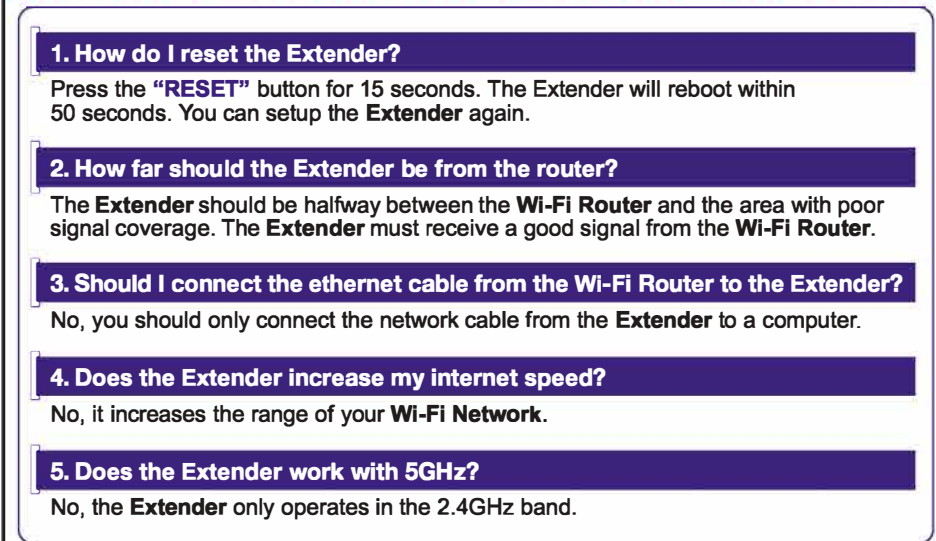 1. How do I reset the Extender?
Press the “RESET” button for 15 seconds. The Extender will reboot within
50 seconds. You can setup the Extender again.
2. How far should the Extender be from the router?
The Extender should be halfway between the Wi-Fi Router and the area with poor
signal coverage. The Extender must receive a good signal from the Wi-Fi Router.
3. Should I connect the ethernet cable from the Wi-Fi Router to the Extender?
No, you should only connect the network cable from the Extender to a computer.
4. Does the Extender increase my internet speed?
No, it increases the range of your Wi-Fi Network.
5. Does the Extender work with 5GHz?
No, the Extender only operates in the 2.4GHz band.